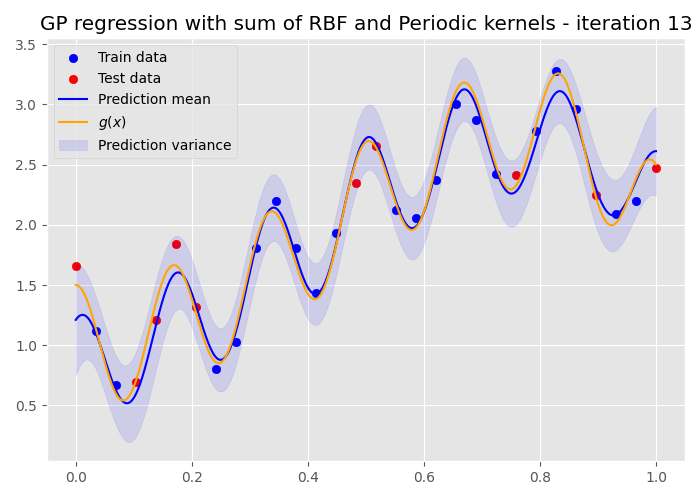 GP regression with sum of RBF and Periodic kernels - iteration 13
3.5
3.0
2.5
2.0
1.5
1.0
0.5
Train data
Test data
Prediction mean
g(x)
Prediction variance
0.0 0.2 0.4 0.6 0.8 1.0